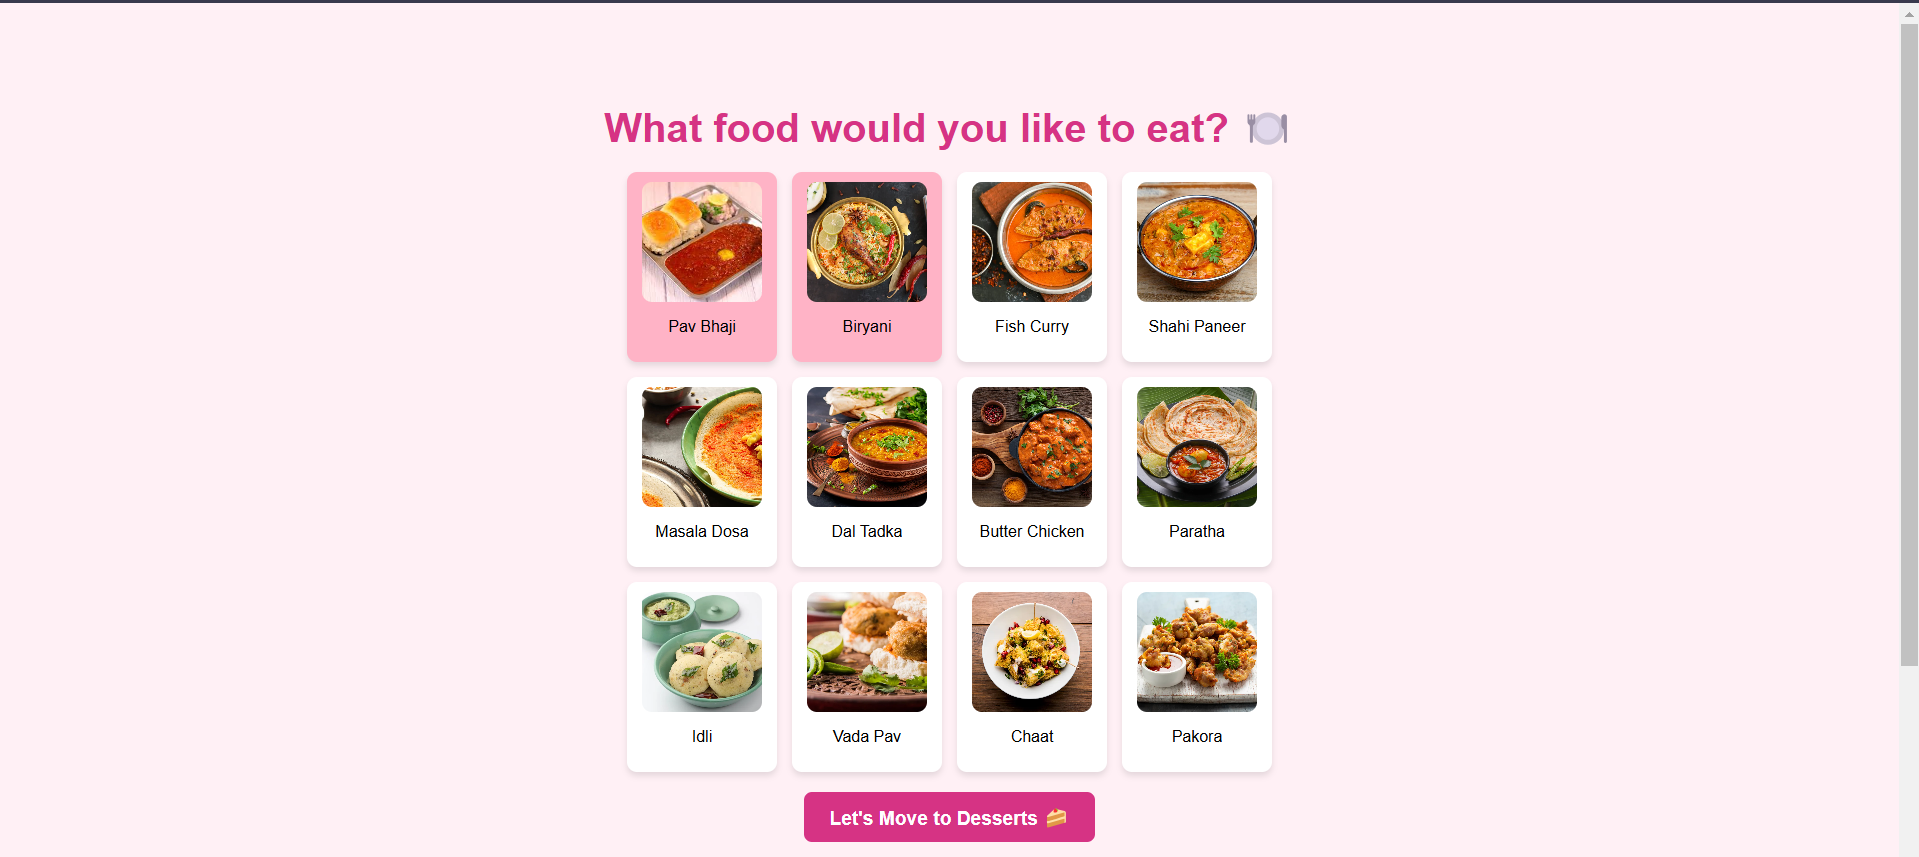 What food would you like to eat? 🍽️
Pav Bhaji
Biryani
Fish Curry
Shahi Paneer
Masala Dosa
Dal Tadka
Butter Chicken
Paratha
Idli
Vada Pav
Chaat
Pakora
Let's Move to Desserts 🍰